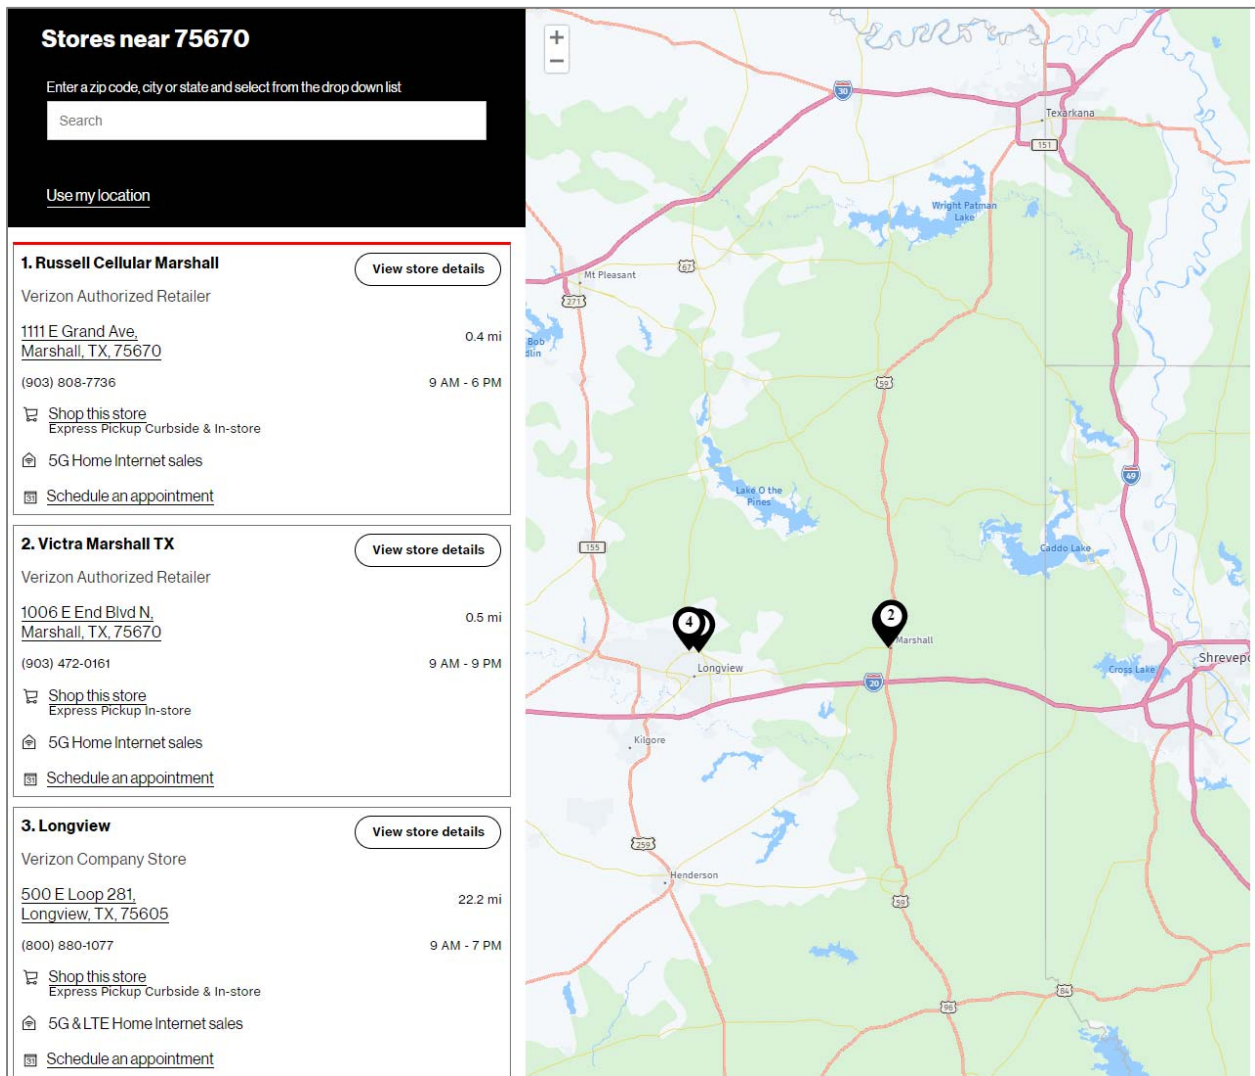 Stores near 75670
Enter a zip code, city or state and select from the drop down list
Search
Use my location
1. Russell Cellular Marshall
View store details
Verizon Authorized Retailer
1111 E Grand Ave,
Marshall, TX, 75670
0.4 mi
(903) 808-7736
9 AM - 6 PM
Shop this store
Express Pickup Curbside & In-store
5G Home Internet sales
31
Schedule an appointment
2. Victra Marshall TX
View store details
Verizon Authorized Retailer
1006 E End Blvd N,
Marshall, TX, 75670
0.5 mi
(903) 472-0161
9 AM - 9 PM
Shop this store
Express Pickup In-store
5G Home Internet sales
31
Schedule an appointment
3. Longview
View store details
Verizon Company Store
500 E Loop 281,
Longview, TX, 75605
22.2 mi
(800) 880-1077
9 AM - 7 PM
Shop this store
Express Pickup Curbside & In-store
5G & LTE Home Internet sales
31
Schedule an appointment
+
−
30
Texarkana
151
Wright Patman
Lake
67
Mt Pleasant
271
Bob
dlin
59
49
Lake O the
Pines
155
Caddo Lake
4
2
Marshall
Longview
20
Cross Lake
Shrevepo
Kilgore
259
Henderson
59
84
96